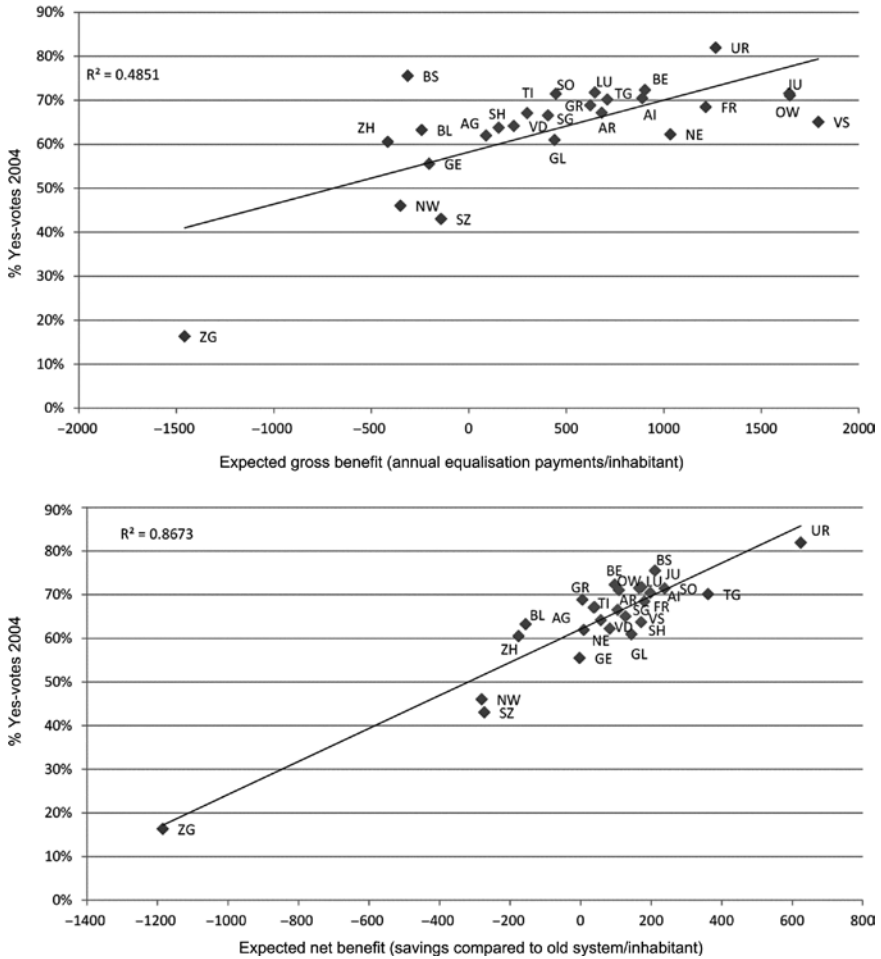 90%
80%
70%
60%
50%
40%
30%
20%
10%
0%
% Yes-votes 2004
R² = 0.4851
UR
BS
SO
LU
BE
JU
TI
TG
GR
FR
OW
AG
SH
SG
AI
VS
ZH
BL
VD
AR
NE
GE
GL
NW
SZ
ZG
−2000
−1500
−1000
−500
0
500
1000
1500
2000
Expected gross benefit (annual equalisation payments/inhabitant)
90%
80%
70%
60%
50%
40%
30%
20%
10%
0%
% Yes-votes 2004
R² = 0.8673
UR
BS
BE
OW
LU
JU
GR
AI
SO
TG
TI
AR
FR
BL
AG
SG
VS
ZH
NE
VD
SH
GE
GL
NW
SZ
ZG
−1400
−1200
−1000
−800
−600
−400
−200
0
200
400
600
800
Expected net benefit (savings compared to old system/inhabitant)